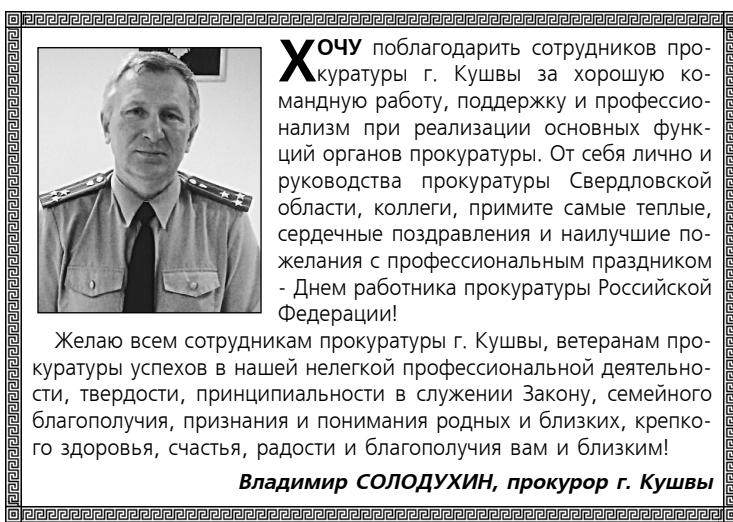 ХОЧУ поблагодарить сотрудников про-
куратуры г. Кушвы за хорошую ко-
мандную работу, поддержку и профессио-
нализм при реализации основных функ-
ций органов прокуратуры. От себя лично и
руководства прокуратуры Свердловской
области, коллеги, примите самые теплые,
сердечные поздравления и наилучшие по-
желания с профессиональным праздником
- Днем работника прокуратуры Российской
Федерации!
Желаю всем сотрудникам прокуратуры г. Кушвы, ветеранам про-
куратуры успехов в нашей нелегкой профессиональной деятельно-
сти, твердости, принципиальности в служении Закону, семейного
благополучия, признания и понимания родных и близких, крепко-
го здоровья, счастья, радости и благополучия вам и близким!
Владимир СОЛОДУХИН, прокурор г. Кушвы